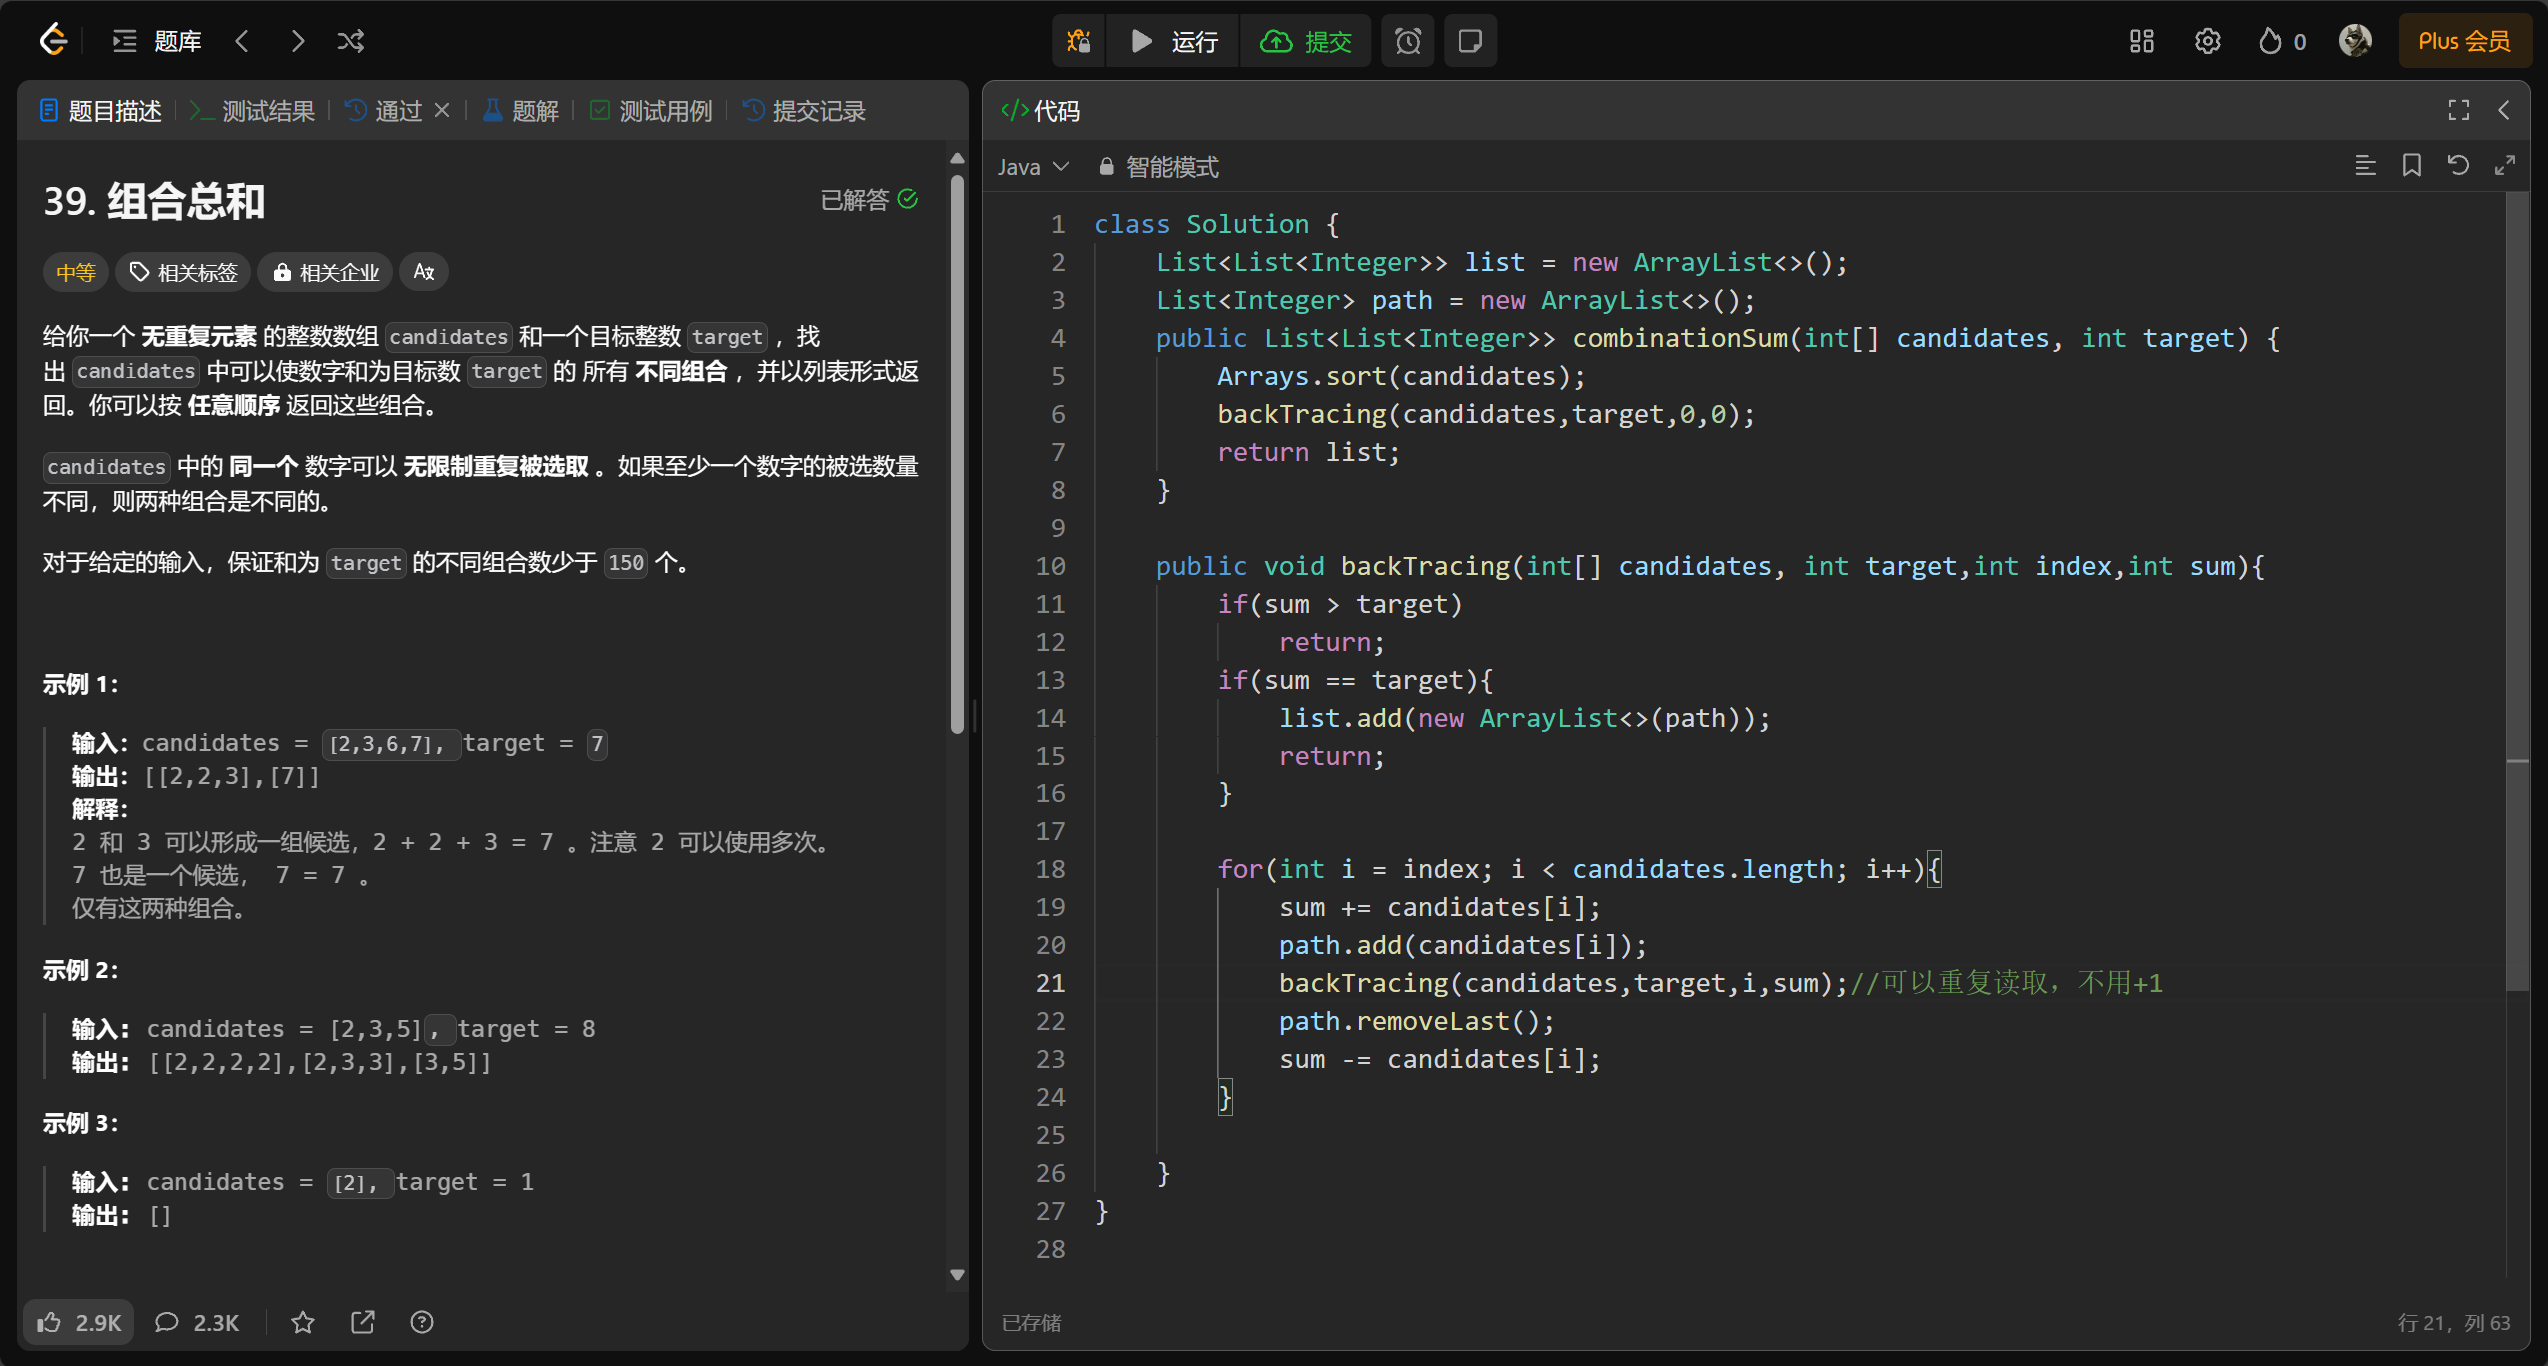 题库
运行
提交
0
Plus 会员
题目描述
测试结果
通过
题解
测试用例
提交记录
39. 组合总和
已解答
中等
相关标签
相关企业
给你一个 无重复元素 的整数数组 candidates 和一个目标整数 target ，找
出 candidates 中可以使数字和为目标数 target 的 所有 不同组合 ，并以列表形式返
回。你可以按 任意顺序 返回这些组合。
candidates 中的 同一个 数字可以 无限制重复被选取 。如果至少一个数字的被选数量
不同，则两种组合是不同的。
对于给定的输入，保证和为 target 的不同组合数少于 150 个。
示例 1：
输入：candidates = [2,3,6,7], target = 7
输出：[[2,2,3],[7]]
解释：
2 和 3 可以形成一组候选，2 + 2 + 3 = 7 。注意 2 可以使用多次。
7 也是一个候选， 7 = 7 。
仅有这两种组合。
示例 2：
输入：candidates = [2,3,5], target = 8
输出：[[2,2,2,2],[2,3,3],[3,5]]
示例 3：
输入：candidates = [2], target = 1
输出：[]
2.9K
2.3K
</> 代码
Java
智能模式
1 class Solution {
2     List<List<Integer>> list = new ArrayList<>();
3     List<Integer> path = new ArrayList<>();
4     public List<List<Integer>> combinationSum(int[] candidates, int target) {
5         Arrays.sort(candidates);
6         backTracing(candidates,target,0,0);
7         return list;
8     }
9
10     public void backTracing(int[] candidates, int target,int index,int sum){
11         if(sum > target)
12             return;
13         if(sum == target){
14             list.add(new ArrayList<>(path));
15             return;
16         }
17
18         for(int i = index; i < candidates.length; i++){
19             sum += candidates[i];
20             path.add(candidates[i]);
21             backTracing(candidates,target,i,sum);//可以重复读取，不用+1
22             path.removeLast();
23             sum -= candidates[i];
24         }
25
26     }
27 }
28
已存储
行 21，列 63